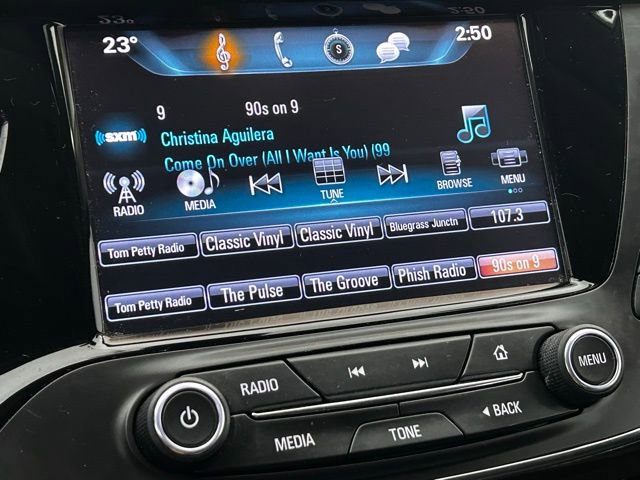 23° S 2:50
9 90s on 9
((sxm)) Christina Aguilera
Come On Over (All I Want Is You) (99
RADIO MEDIA TUNE BROWSE MENU
Tom Petty Radio Classic Vinyl Classic Vinyl Bluegrass Junctn 107.3
Tom Petty Radio The Pulse The Groove Phish Radio 90s on 9
RADIO MENU
MEDIA TONE BACK